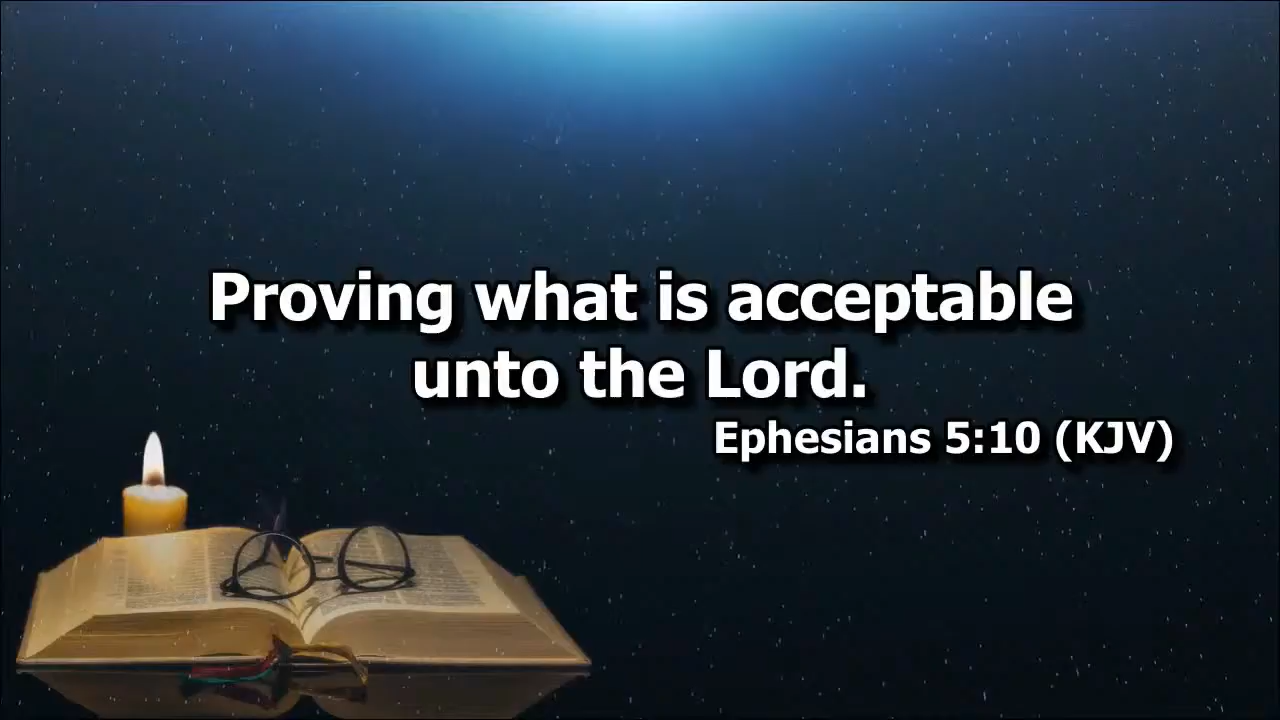 Proving what is acceptable
unto the Lord.
Ephesians 5:10 (KJV)